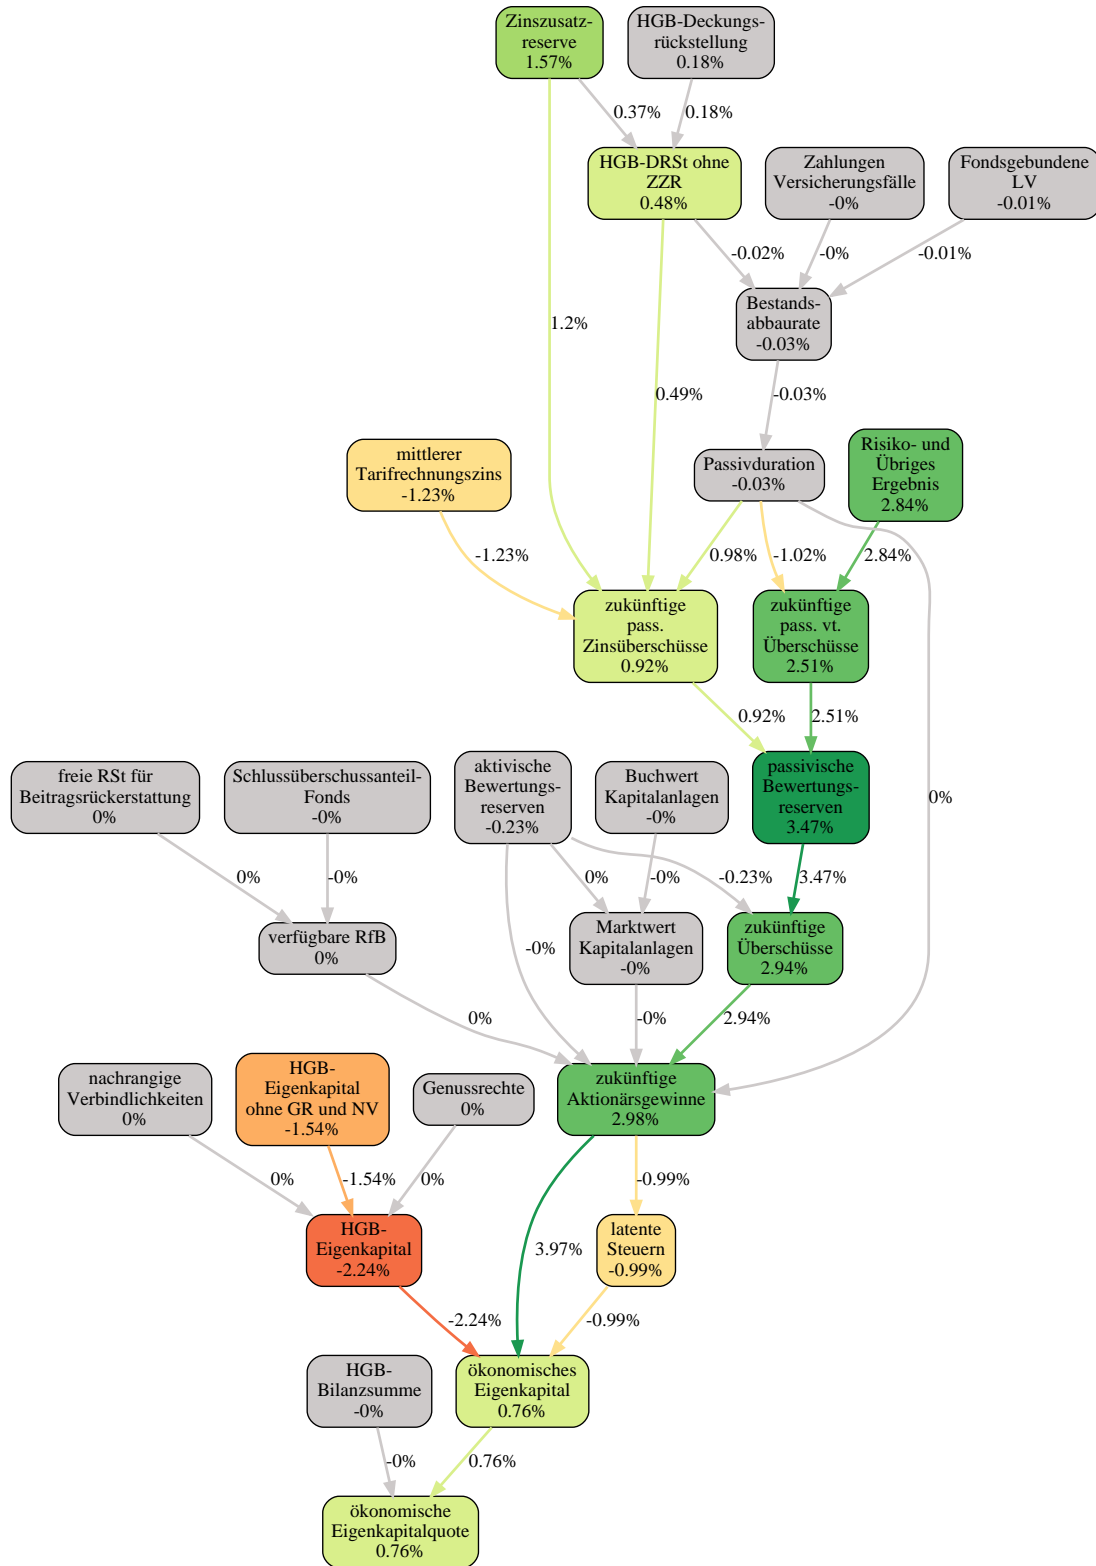 Zinszusatz-
reserve
1.57%
HGB-Deckungs-
rückstellung
0.18%
0.37%
0.18%
HGB-DRSt ohne
ZZR
0.48%
Zahlungen
Versicherungsfälle
-0%
Fondsgebundene
LV
-0.01%
-0.02%
-0%
-0.01%
Bestands-
abbaurate
-0.03%
1.2%
0.49%
-0.03%
mittlerer
Tarifrechnungszins
-1.23%
Passivduration
-0.03%
Risiko- und
Übriges
Ergebnis
2.84%
-1.23%
0.98%
-1.02%
2.84%
zukünftige
pass.
Zinsüberschüsse
0.92%
zukünftige
pass. vt.
Überschüsse
2.51%
0.92%
2.51%
0%
freie RSt für
Beitragsrückerstattung
0%
Schlussüberschussanteil-
Fonds
-0%
aktivische
Bewertungs-
reserven
-0.23%
Buchwert
Kapitalanlagen
-0%
passivische
Bewertungs-
reserven
3.47%
0%
-0%
0%
-0%
-0.23%
3.47%
verfügbare RfB
0%
-0%
Marktwert
Kapitalanlagen
-0%
zukünftige
Überschüsse
2.94%
0%
-0%
2.94%
nachrangige
Verbindlichkeiten
0%
HGB-
Eigenkapital
ohne GR und NV
-1.54%
Genussrechte
0%
zukünftige
Aktionärsgewinne
2.98%
0%
-1.54%
0%
-0.99%
HGB-
Eigenkapital
-2.24%
3.97%
latente
Steuern
-0.99%
-2.24%
-0.99%
HGB-
Bilanzsumme
-0%
ökonomisches
Eigenkapital
0.76%
-0%
0.76%
ökonomische
Eigenkapitalquote
0.76%